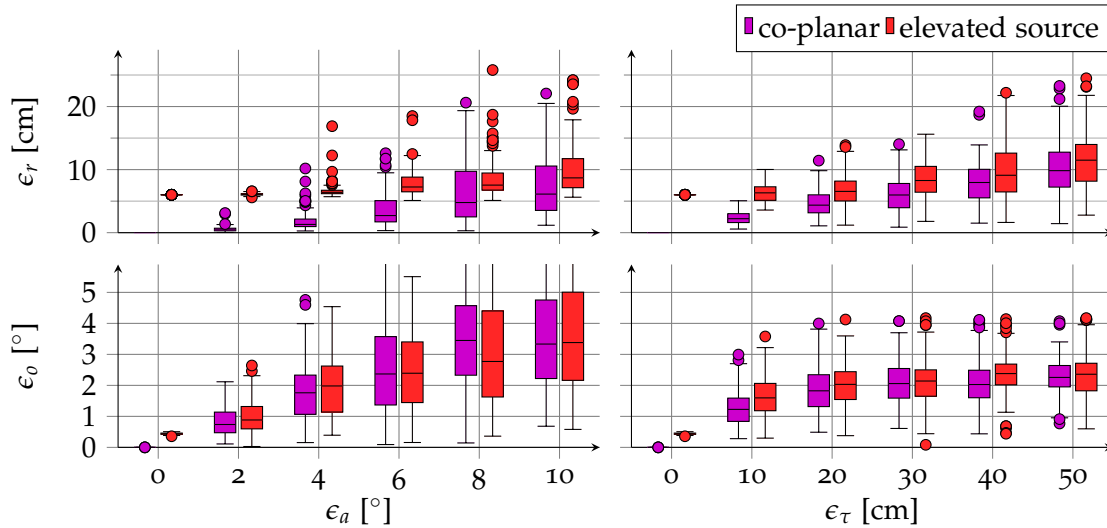 co-planar elevated source
20
10
0
ϵr [cm]
5
4
3
2
1
0
ϵo [°]
0 2 4 6 8 10
0 10 20 30 40 50
ϵa [°]
ϵτ [cm]